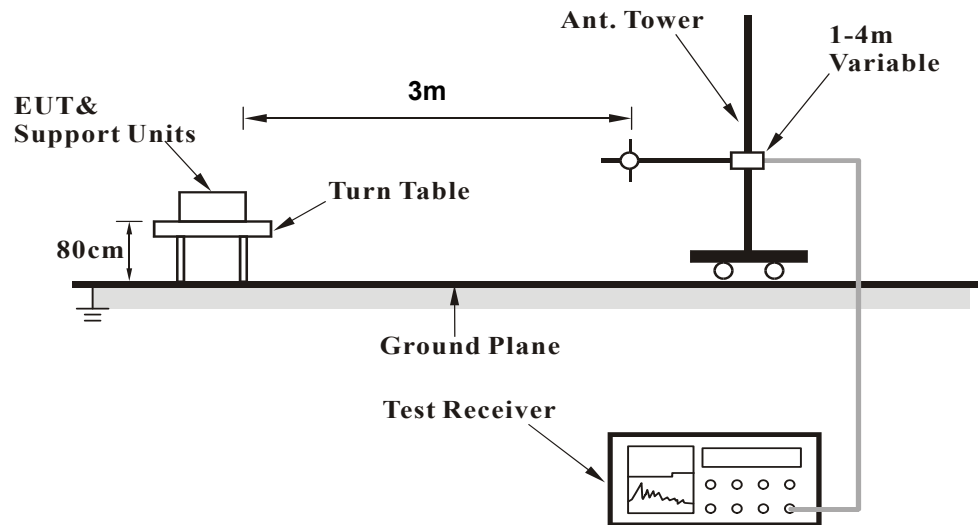 Ant. Tower
1-4m
Variable
3m
EUT&
Support Units
Turn Table
80cm
Ground Plane
Test Receiver